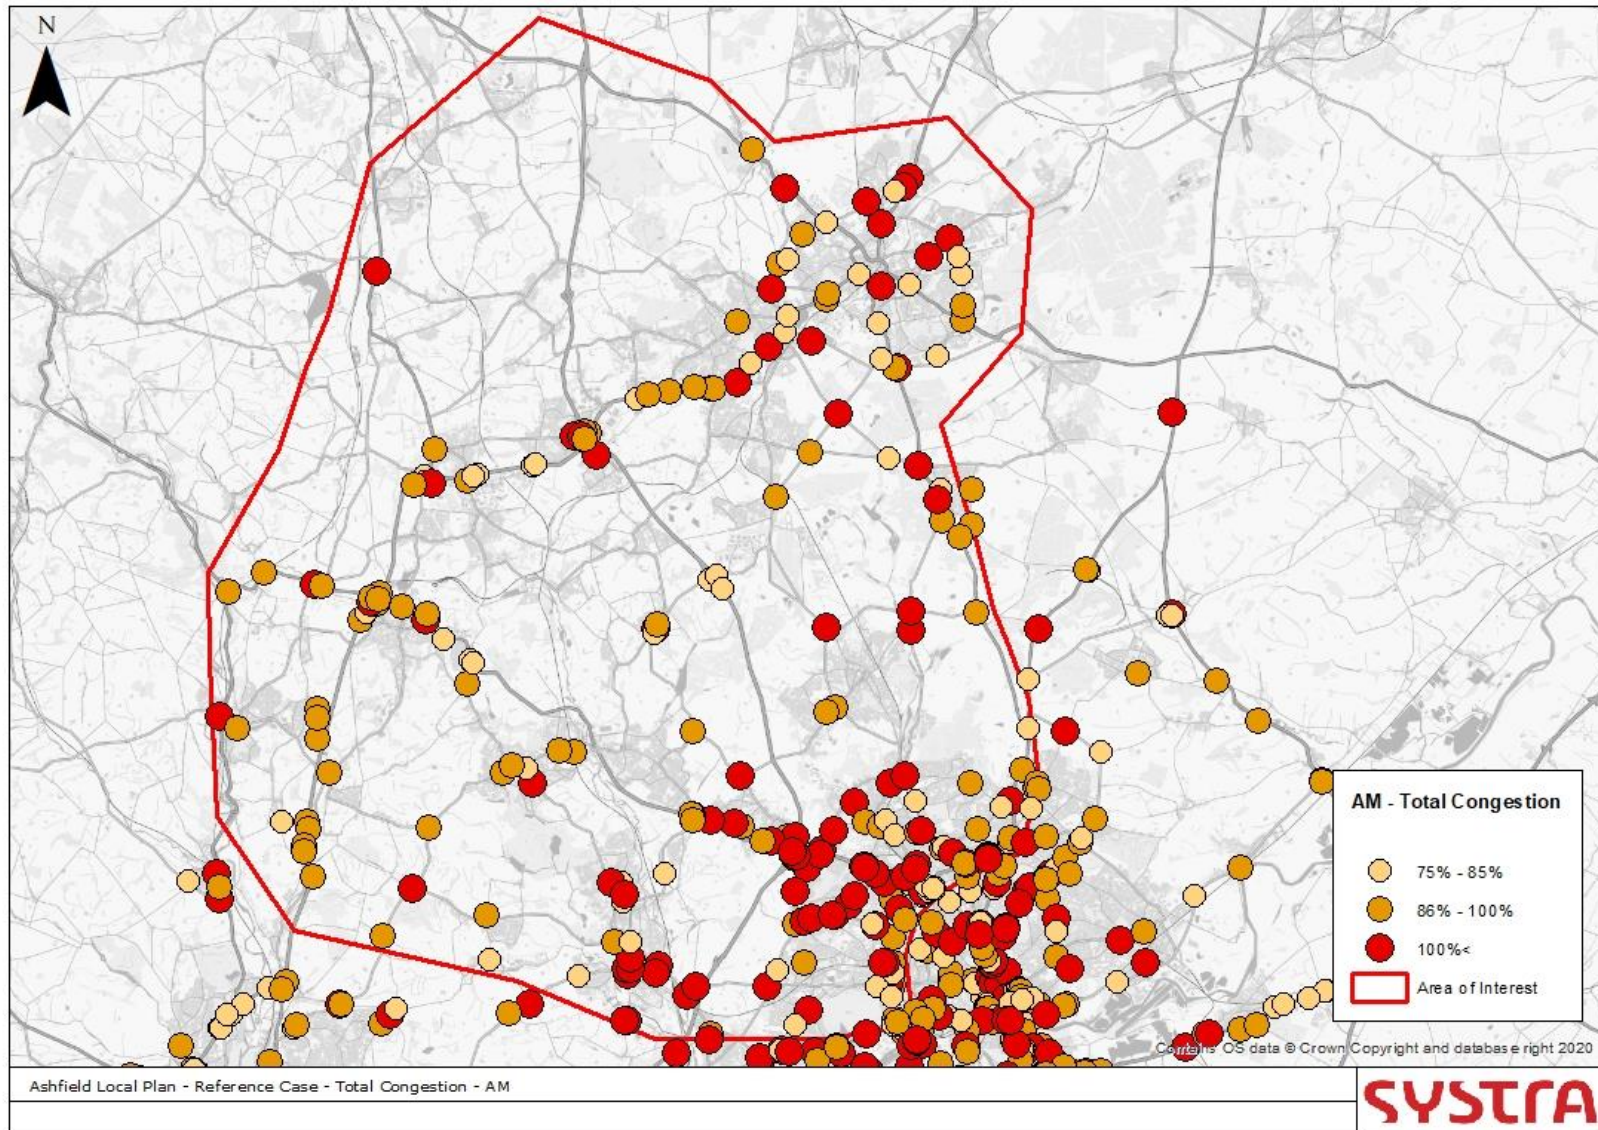 N
AM - Total Congestion
75% - 85%
86% - 100%
100%<
Area of Interest
Contains OS data © Crown Copyright and database right 2020
Ashfield Local Plan - Reference Case - Total Congestion - AM
SYSTRA